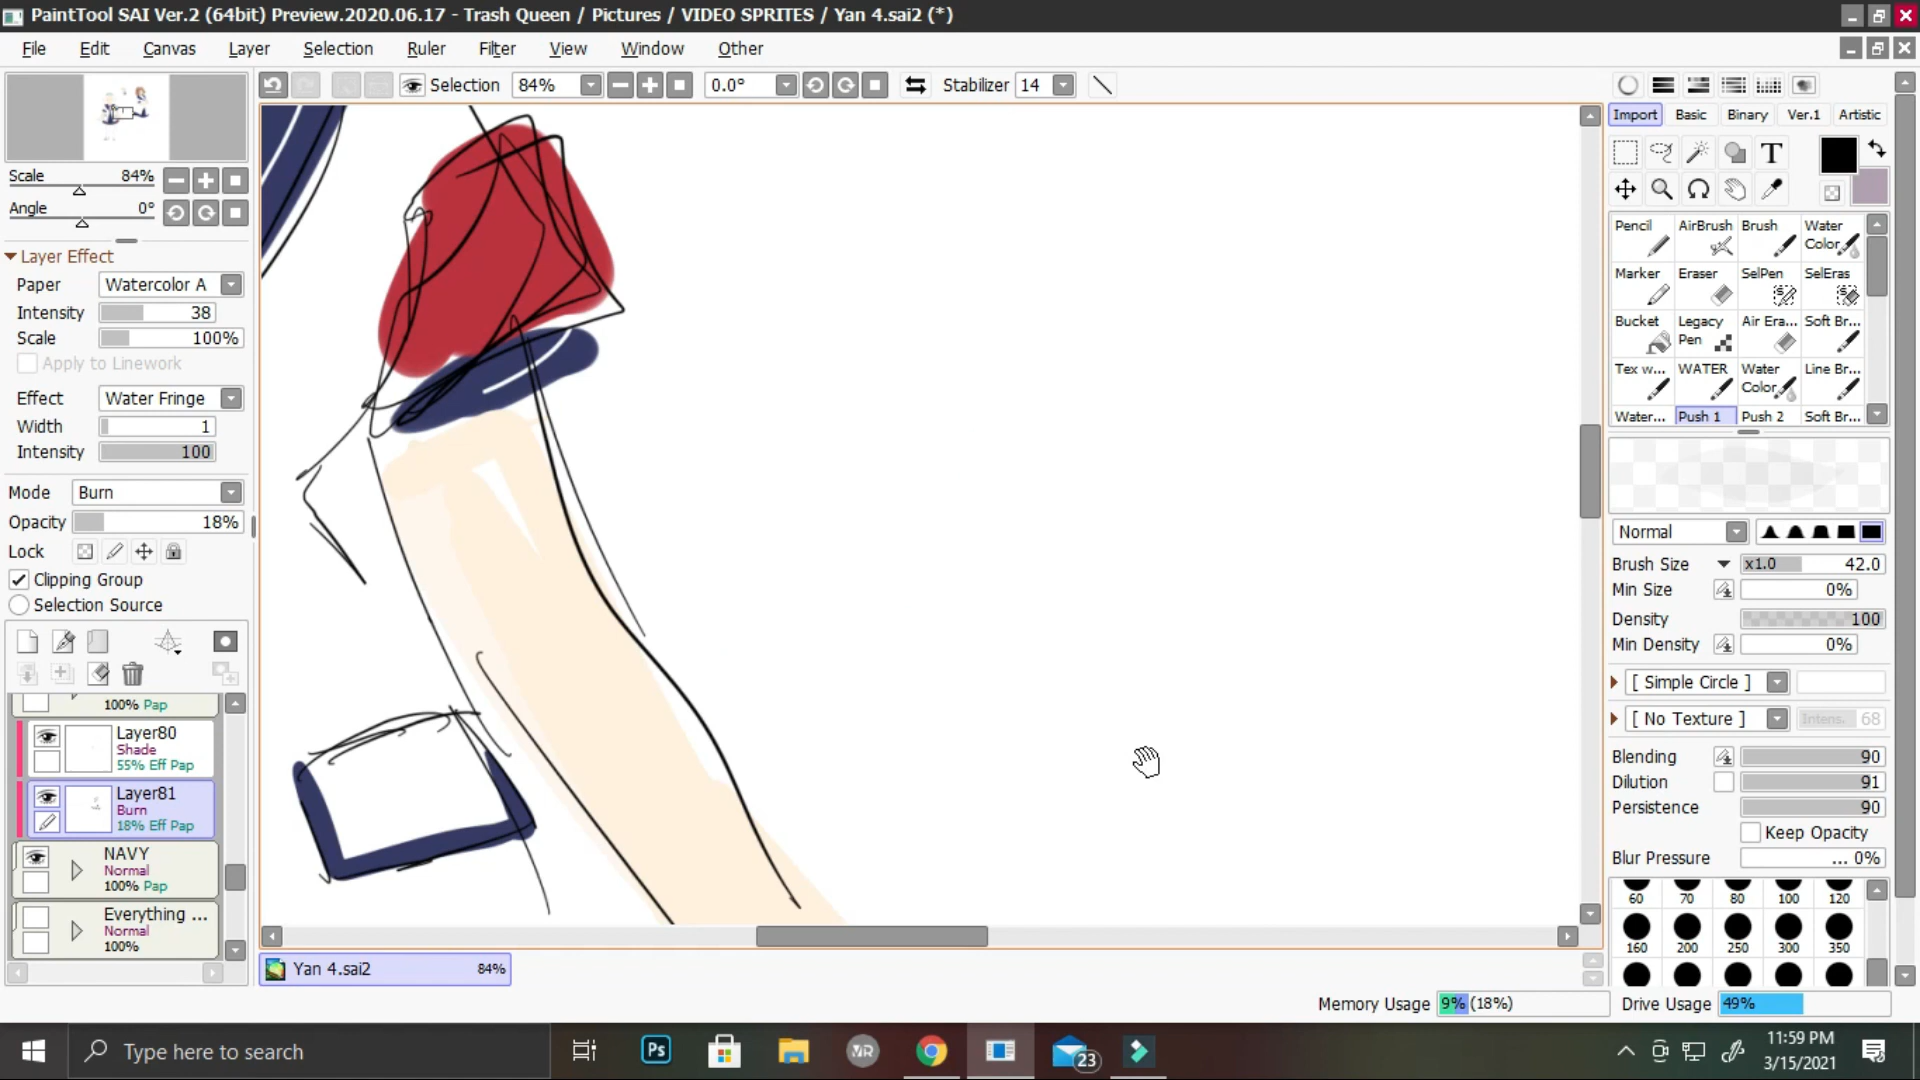 PaintTool SAI Ver.2 (64bit) Preview.2020.06.17 - Trash Queen / Pictures / VIDEO SPRITES / Yan 4.sai2 (*)
File Edit Canvas Layer Selection Ruler Filter View Window Other
Selection 84% 0.0° Stabilizer 14
Scale 84%
Angle 0°
Layer Effect
Paper Watercolor A
Intensity 38
Scale 100%
Apply to Linework
Effect Water Fringe
Width 1
Intensity 100
Mode Burn
Opacity 18%
Lock
Clipping Group
Selection Source
100% Pap
Layer80
Shade
55% Eff Pap
Layer81
Burn
18% Eff Pap
NAVY
Normal
100% Pap
Everything ...
Normal
100%
Yan 4.sai2 84%
Import Basic Binary Ver.1 Artistic
T
Pencil AirBrush Brush Water Color
Marker Eraser SelPen SelEras
Bucket Legacy Pen Air Era... Soft Br...
Tex w... WATER Water Color Line Br...
Water... Push 1 Push 2 Soft Br...
Normal
Brush Size x1.0 42.0
Min Size 0%
Density 100
Min Density 0%
[ Simple Circle ]
[ No Texture ] Intens. 68
Blending 90
Dilution 91
Persistence 90
Keep Opacity
Blur Pressure ... 0%
60 70 80 100 120
160 200 250 300 350
Memory Usage 9% (18%) Drive Usage 49%
Type here to search
Ps
23
11:59 PM
3/15/2021